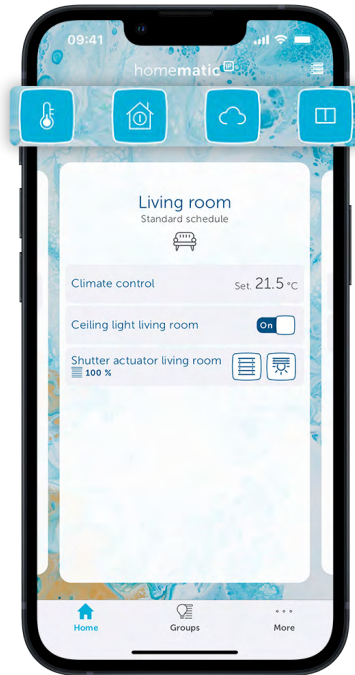 09:41
homematic IP
Living room
Standard schedule
Climate control
Set. 21.5 °C
Ceiling light living room
On
Shutter actuator living room
100 %
Home
Groups
More